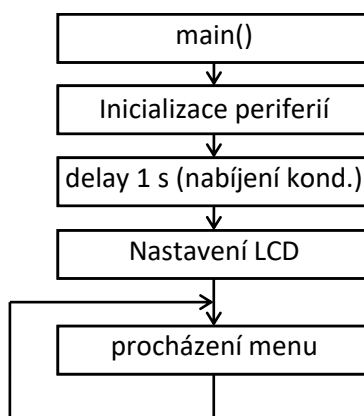 main()
Inicializace periferií
delay 1 s (nabíjení kond.)
Nastavení LCD
procházení menu